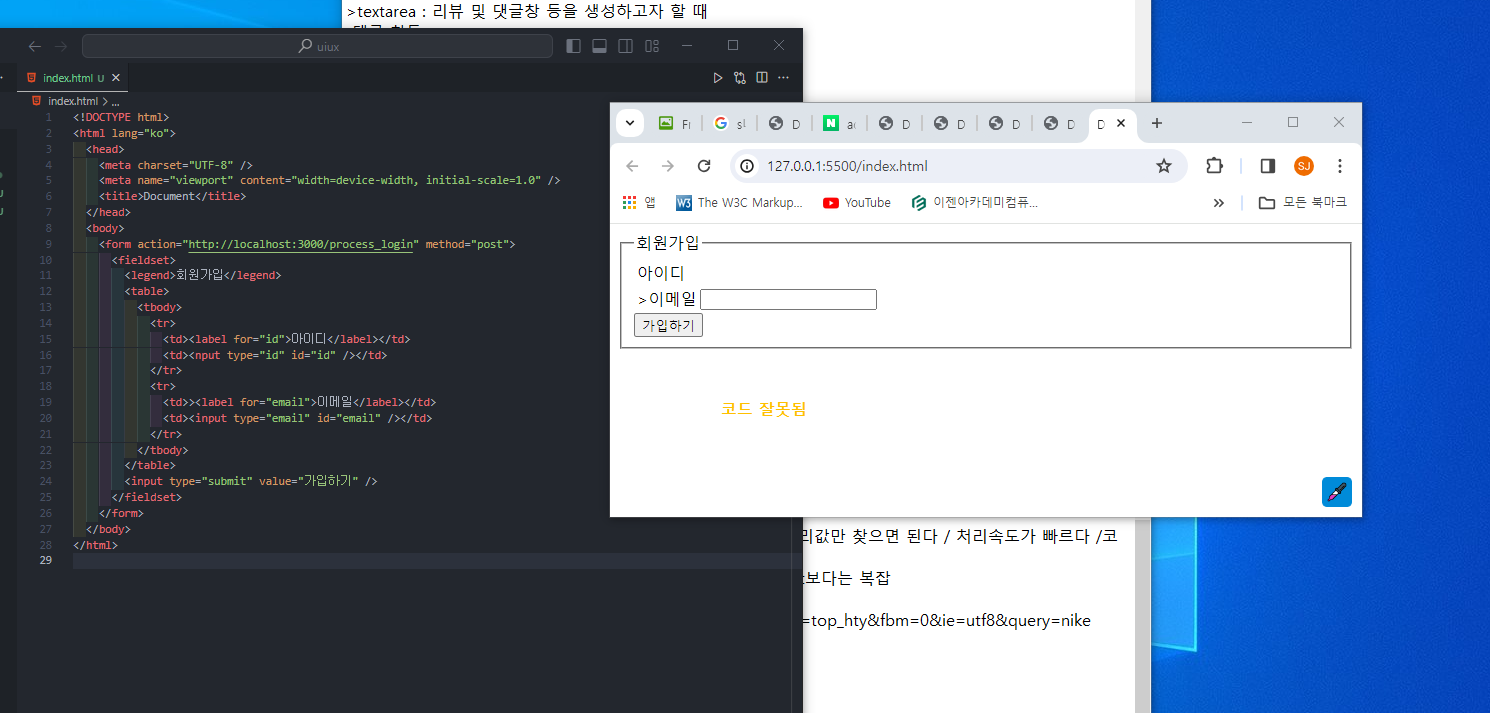 >textarea : 리뷰 및 댓글창 등을 생성하고자 할 때
uiux
index.html U
index.html > ...
1 <!DOCTYPE html>
2 <html lang="ko">
3 <head>
4 <meta charset="UTF-8" />
5 <meta name="viewport" content="width=device-width, initial-scale=1.0" />
6 <title>Document</title>
7 </head>
8 <body>
9 <form action="http://localhost:3000/process_login" method="post">
10 <fieldset>
11 <legend>회원가입</legend>
12 <table>
13 <tbody>
14 <tr>
15 <td><label for="id">아이디</label></td>
16 <td><nput type="id" id="id" /></td>
17 </tr>
18 <tr>
19 <td>><label for="email">이메일</label></td>
20 <td><input type="email" id="email" /></td>
21 </tr>
22 </tbody>
23 </table>
24 <input type="submit" value="가입하기" />
25 </fieldset>
26 </form>
27 </body>
28 </html>
29
D D D D D D
127.0.0.1:5500/index.html
SJ
앱 W3 The W3C Markup... YouTube 이젠아카데미컴퓨... » 모든 북마크
회원가입
아이디
>이메일
가입하기
코드 잘못됨
리값만 찾으면 된다 / 처리속도가 빠르다 /코
보다는 복잡
=top_hty&fbm=0&ie=utf8&query=nike